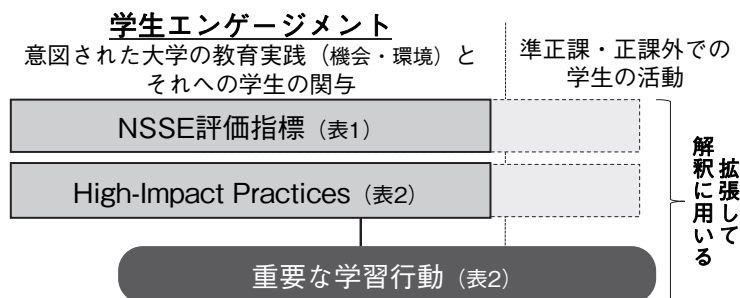 学生エンゲージメント
意図された大学の教育実践（機会・環境）と
それへの学生の関与
準正課・正課外での
学生の活動
NSSE評価指標（表1）
High-Impact Practices（表2）
重要な学習行動（表2）
拡張して
解釈に用いる